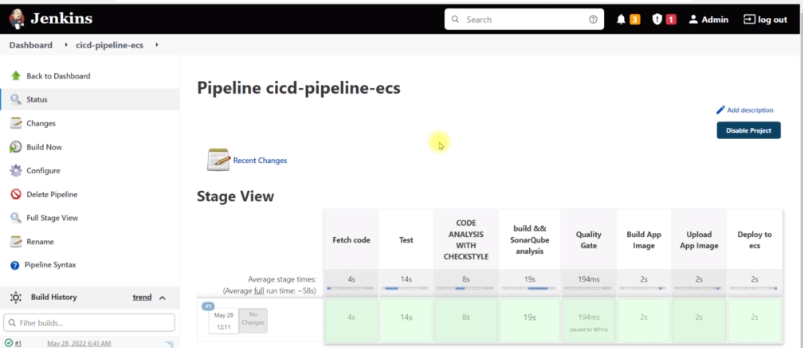 Jenkins
Search
3
1
Admin
log out
Dashboard
cicd-pipeline-ecs
Back to Dashboard
Status
Changes
Build Now
Configure
Delete Pipeline
Full Stage View
Rename
Pipeline Syntax
Build History
trend
Filter builds...
#1
May 28, 2022 6:41 AM
Pipeline cicd-pipeline-ecs
Add description
Disable Project
Recent Changes
Stage View
Fetch code
Test
CODE
ANALYSIS
WITH
CHECKSTYLE
build &&
SonarQube
analysis
Quality
Gate
Build App
Image
Upload
App Image
Deploy to
ecs
Average stage times:
(Average full run time: ~58s)
4s
14s
8s
19s
194ms
2s
2s
2s
#1
May 28
12:11
No
Changes
4s
14s
8s
19s
194ms
2s
2s
2s